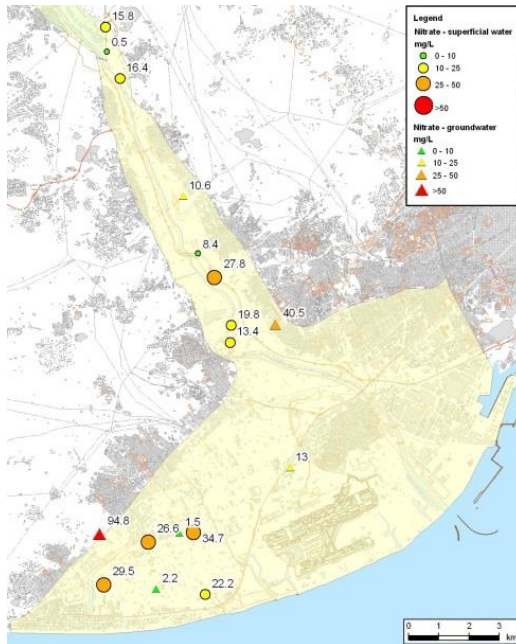 15.8
0.5
16.4
10.6
8.4
27.8
19.8
40.5
13.4
13
94.8
26.6
1.5
34.7
29.5
2.2
22.2
Legend
Nitrate - superficial water
mg/L
0 - 10
10 - 25
25 - 50
>50
Nitrate - groundwater
mg/L
0 - 10
10 - 25
25 - 50
>50
0 1 2 3
km